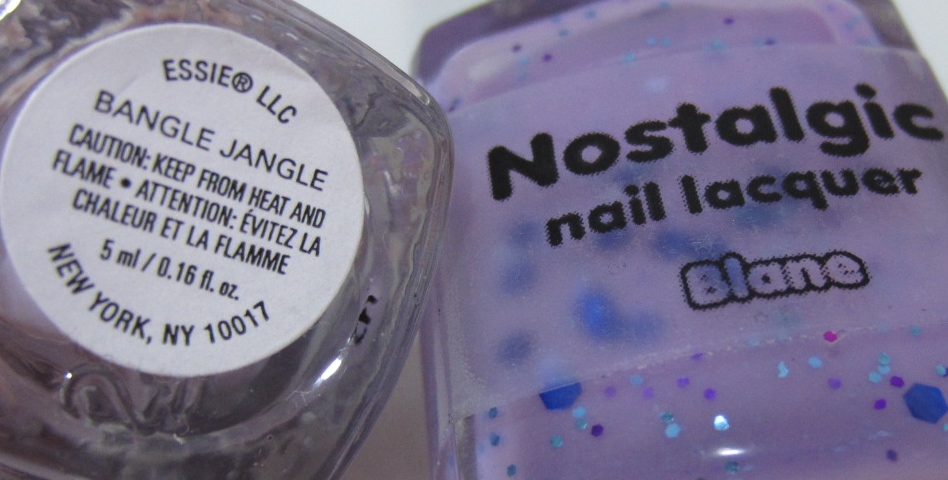 ESSIE® LLC
BANGLE JANGLE
CAUTION: KEEP FROM HEAT AND
FLAME • ATTENTION: ÉVITEZ LA
CHALEUR ET LA FLAMME
5 ml / 0.16 fl. oz.
NEW YORK, NY 10017
Nostalgic
nail lacquer
Blane